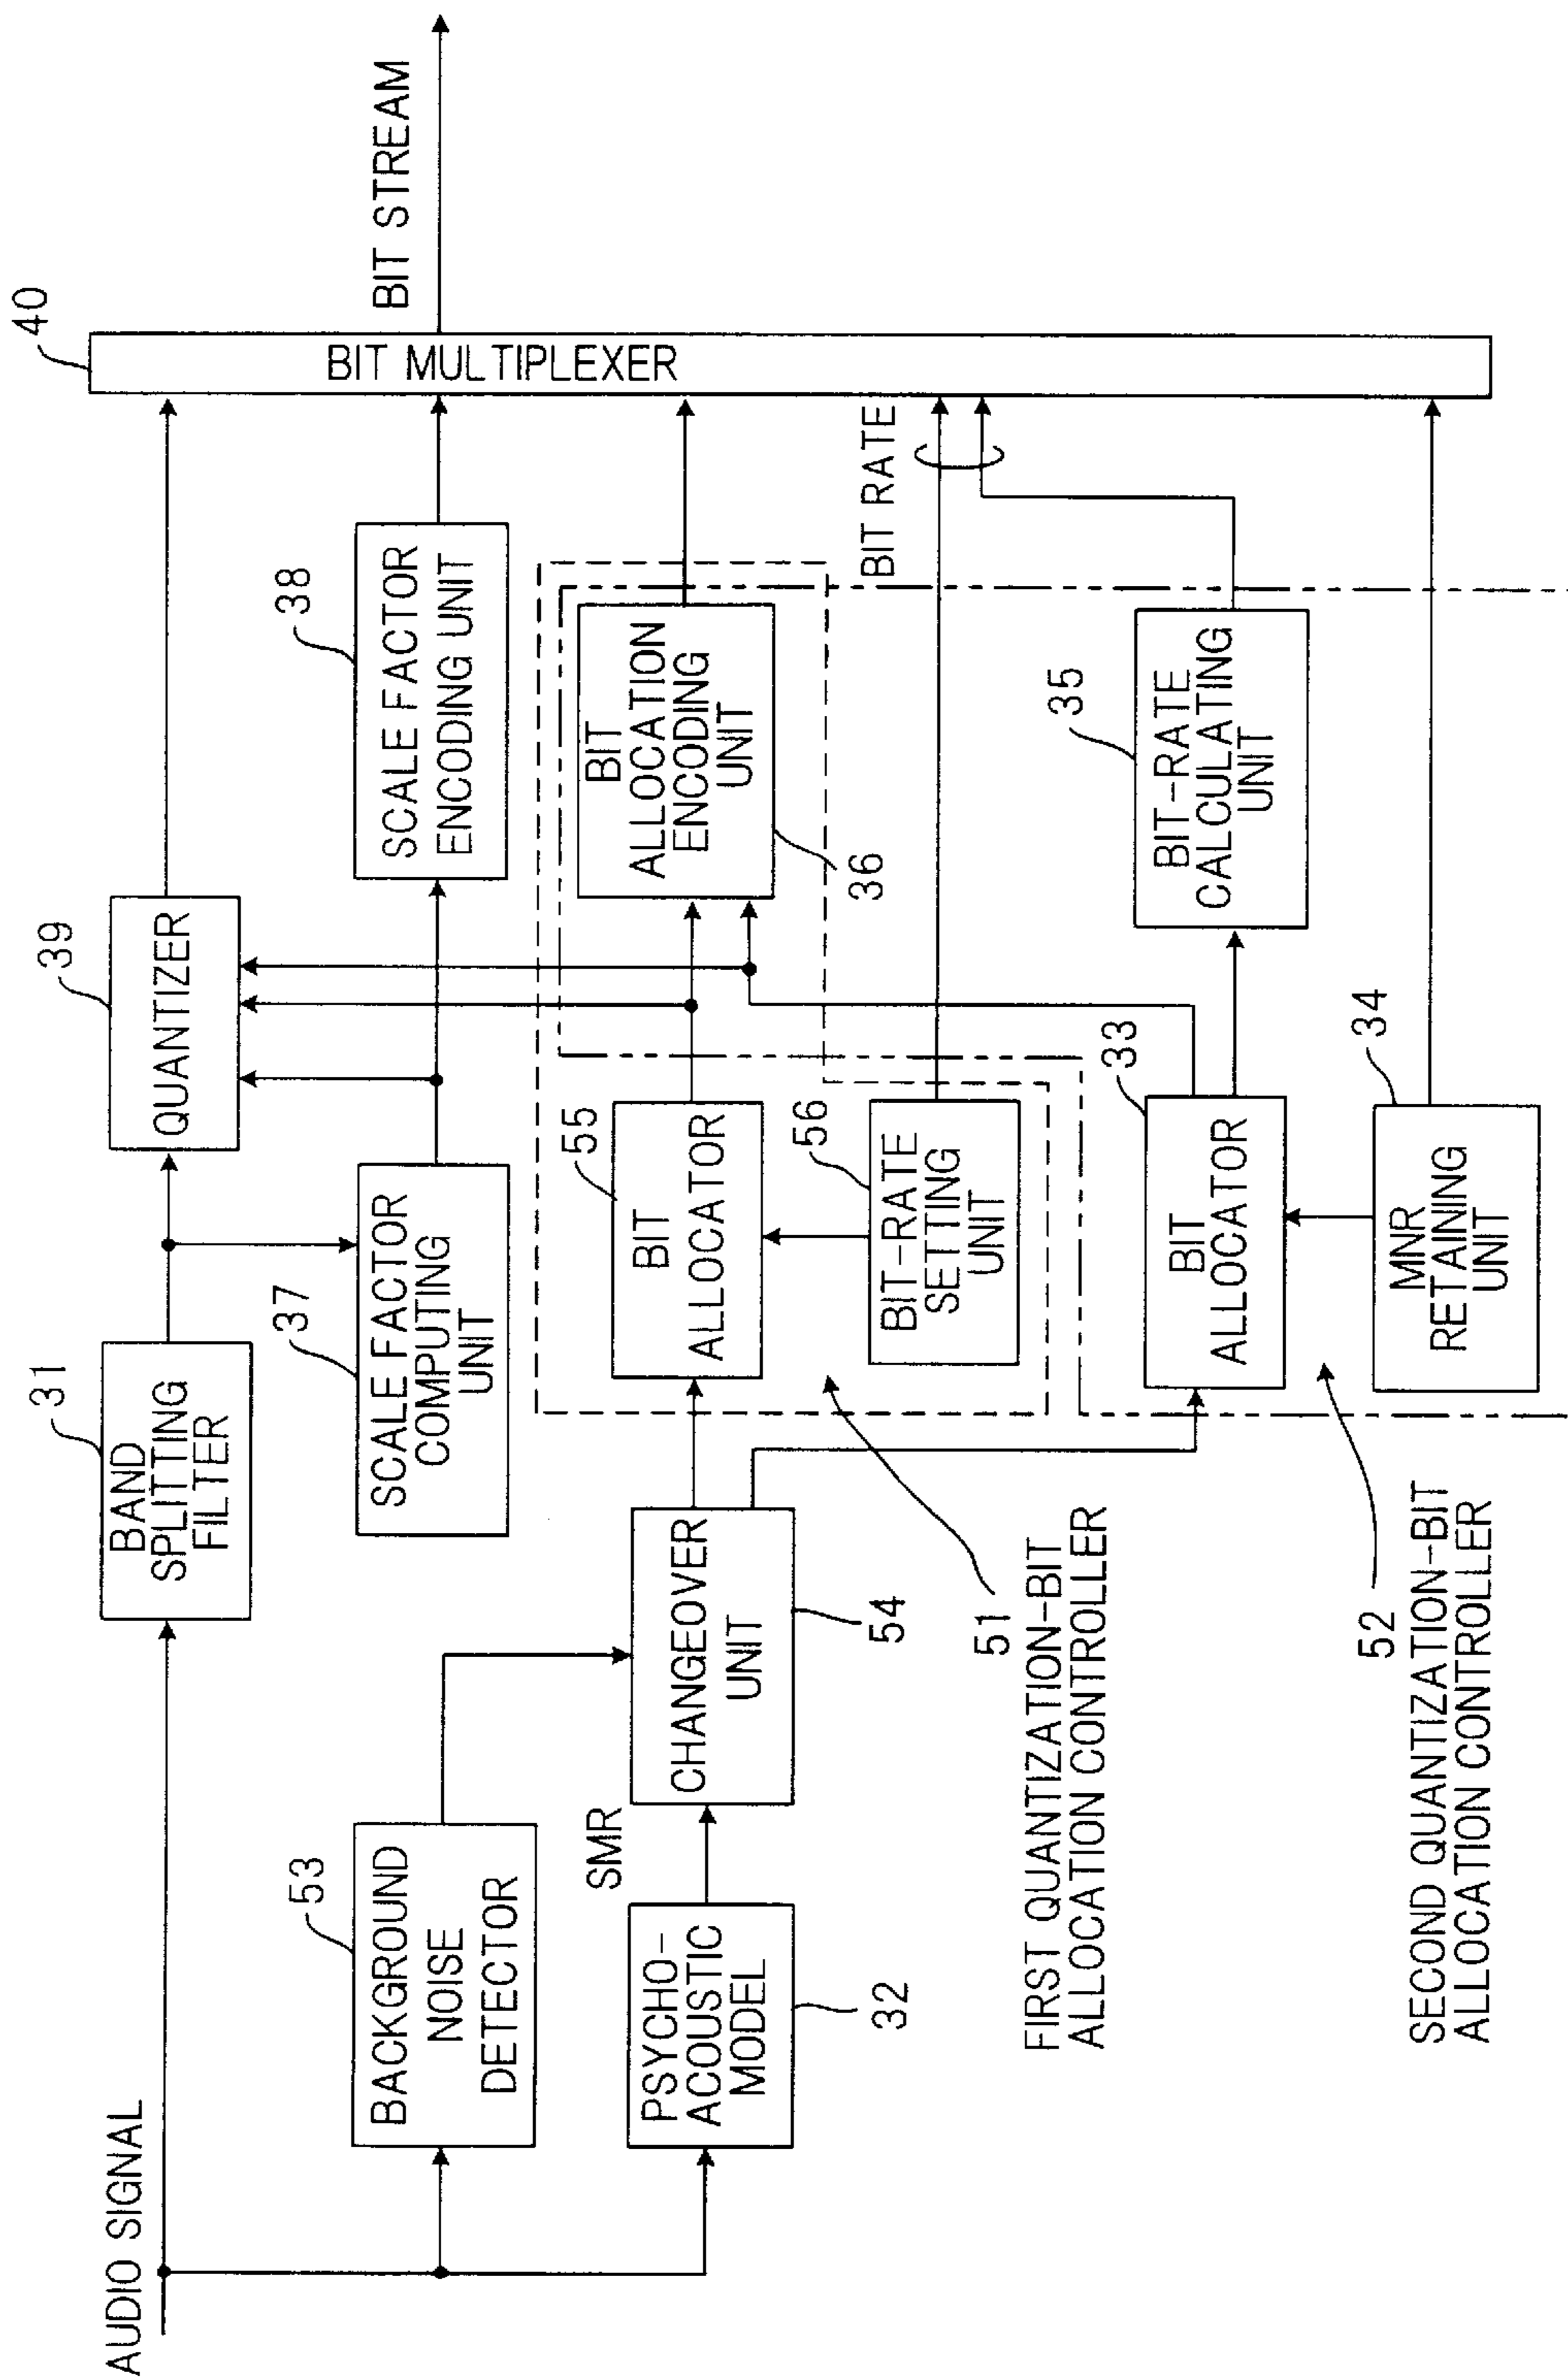 AUDIO SIGNAL
31
BAND
SPLITTING
FILTER
39
QUANTIZER
40
BIT MULTIPLEXER
BIT STREAM
53
BACKGROUND
NOISE
DETECTOR
37
SCALE FACTOR
COMPUTING
UNIT
38
SCALE FACTOR
ENCODING UNIT
PSYCHO-
ACOUSTIC
MODEL
32
SMR
CHANGEOVER
UNIT
54
55
BIT
ALLOCATOR
BIT
ALLOCATION
ENCODING
UNIT
36
56
BIT-RATE
SETTING
UNIT
BIT RATE
51
FIRST QUANTIZATION-BIT
ALLOCATION CONTROLLER
33
BIT
ALLOCATOR
35
BIT-RATE
CALCULATING
UNIT
34
MNR
RETAINING
UNIT
52
SECOND QUANTIZATION-BIT
ALLOCATION CONTROLLER